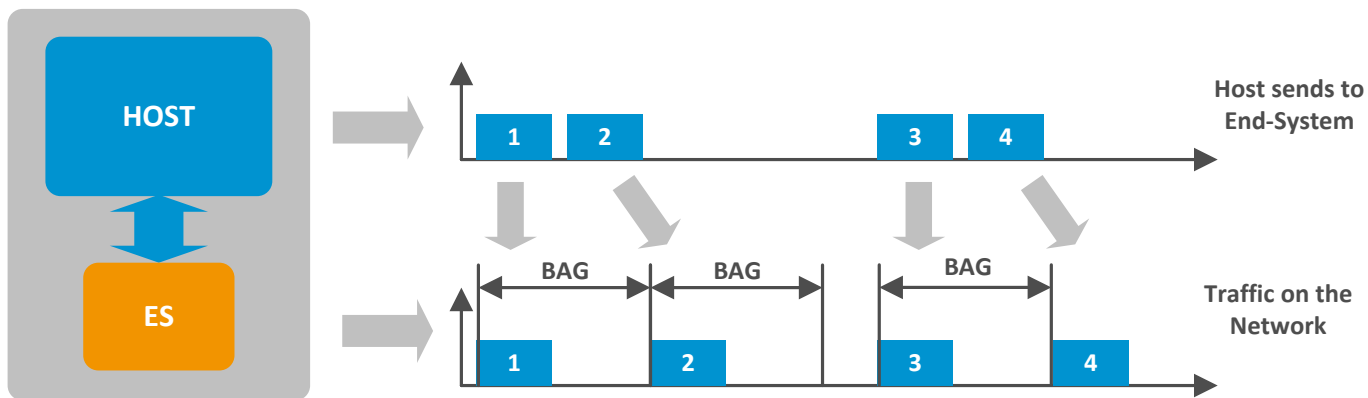 HOST
ES
1
2
3
4
Host sends to
End-System
BAG
BAG
BAG
1
2
3
4
Traffic on the
Network